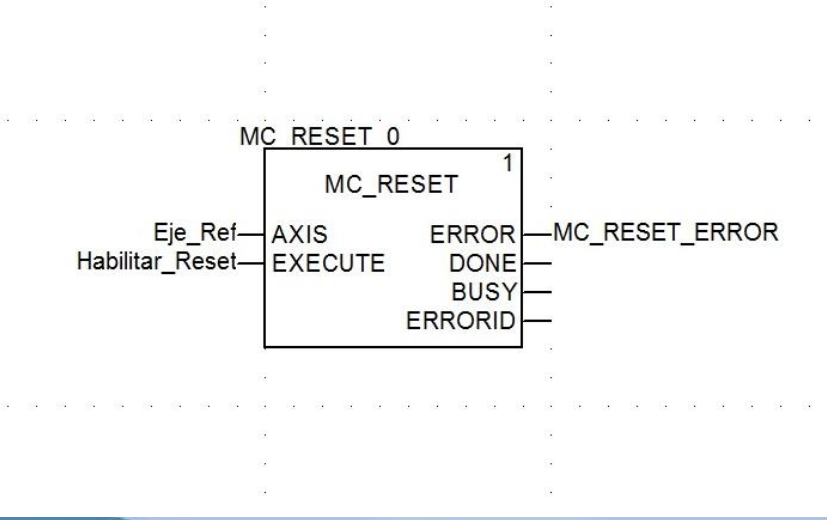 MC_RESET_0
1
MC_RESET
Eje_Ref AXIS ERROR MC_RESET_ERROR
Habilitar_Reset EXECUTE DONE
BUSY
ERRORID